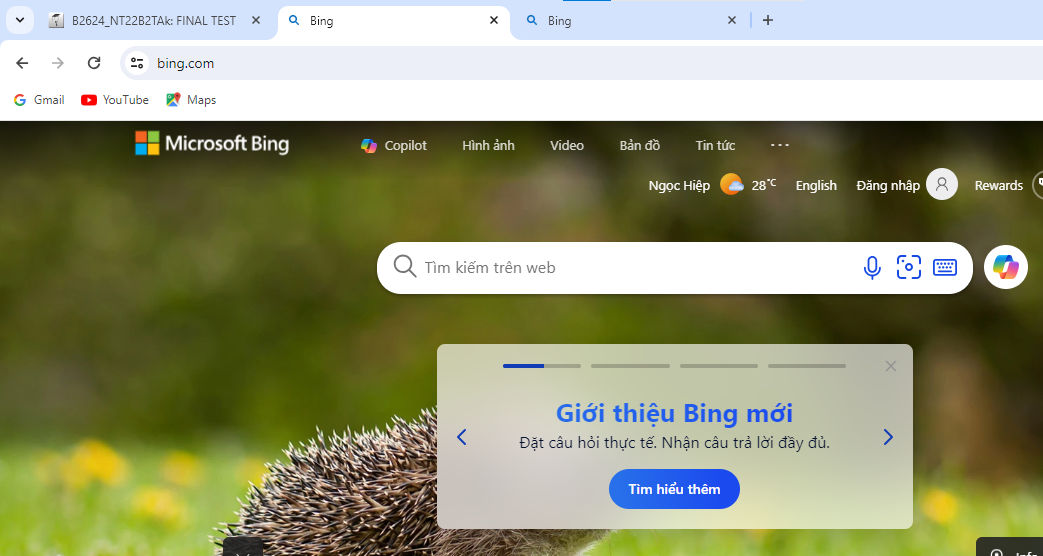 B2624_NT22B2TAk: FINAL TEST
Bing
Bing
bing.com
Gmail
YouTube
Maps
Microsoft Bing
Copilot
Hình ảnh
Video
Bản đồ
Tin tức
Ngọc Hiệp
28°C
English
Đăng nhập
Rewards
Tìm kiếm trên web
Giới thiệu Bing mới
Đặt câu hỏi thực tế. Nhận câu trả lời đầy đủ.
Tìm hiểu thêm